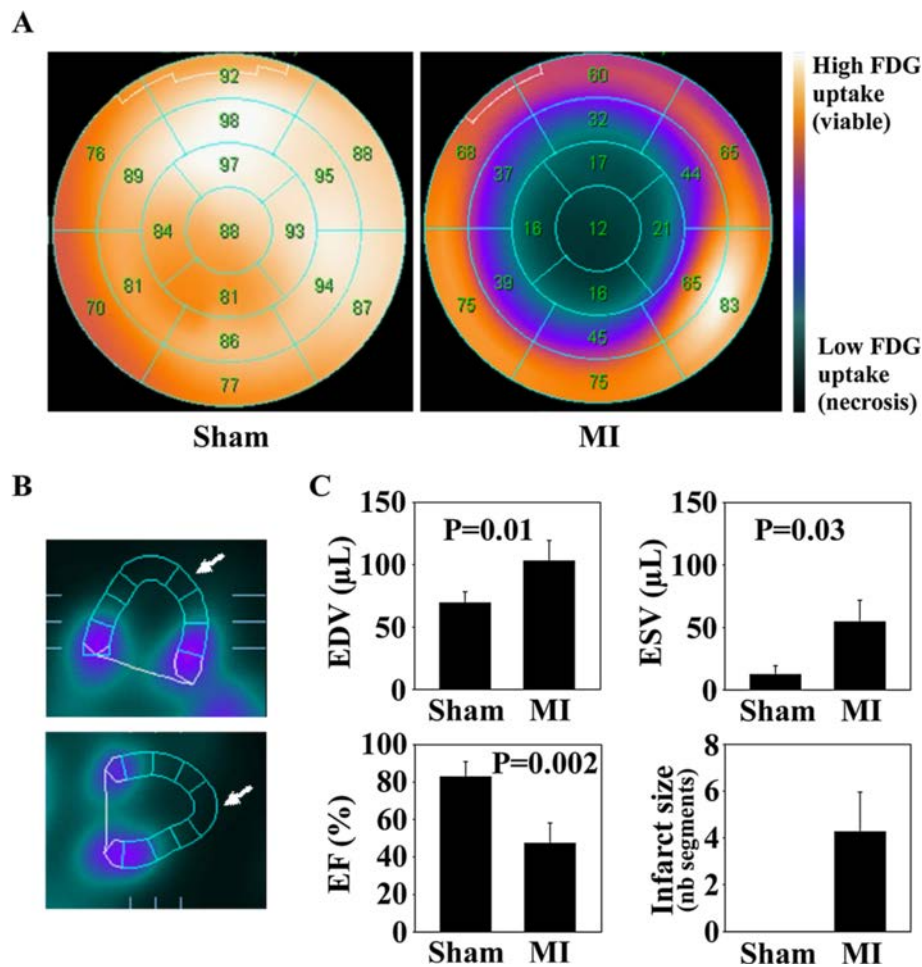 A
92
98
97
76
89
88
95
84
88
93
81
81
94
70
87
86
77
Sham
60
32
17
68
37
65
44
16
12
21
39
16
65
75
83
45
75
MI
High FDG
uptake
(viable)
Low FDG
uptake
(necrosis)
B
C
EDV (µL)
150
100
50
0
P=0.01
Sham MI
ESV (µL)
150
100
50
0
P=0.03
Sham MI
EF (%)
100
80
60
40
20
0
P=0.002
Sham MI
Infarct size
(nb segments)
8
6
4
2
0
Sham MI